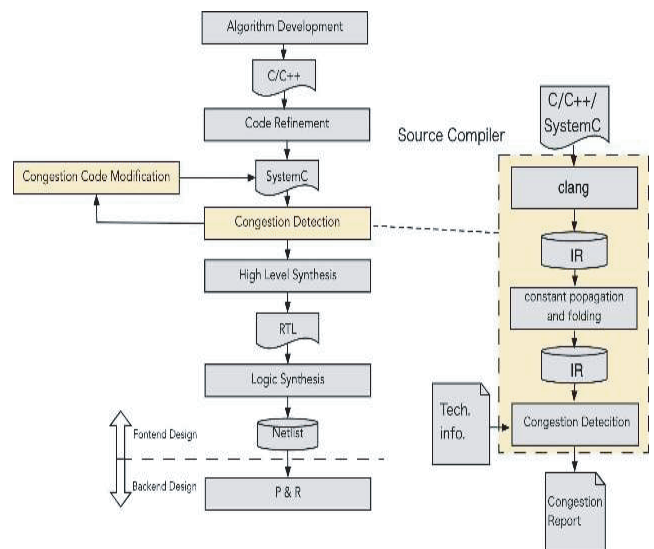 Algorithm Development
C/C++
Code Refinement
SystemC
Congestion Code Modification
Congestion Detection
High Level Synthesis
RTL
Logic Synthesis
Netlist
Fontend Design
Backend Design
P & R
Source Compiler
C/C++/
SystemC
clang
IR
constant popagation
and folding
IR
Tech.
info.
Congestion Detecition
Congestion
Report